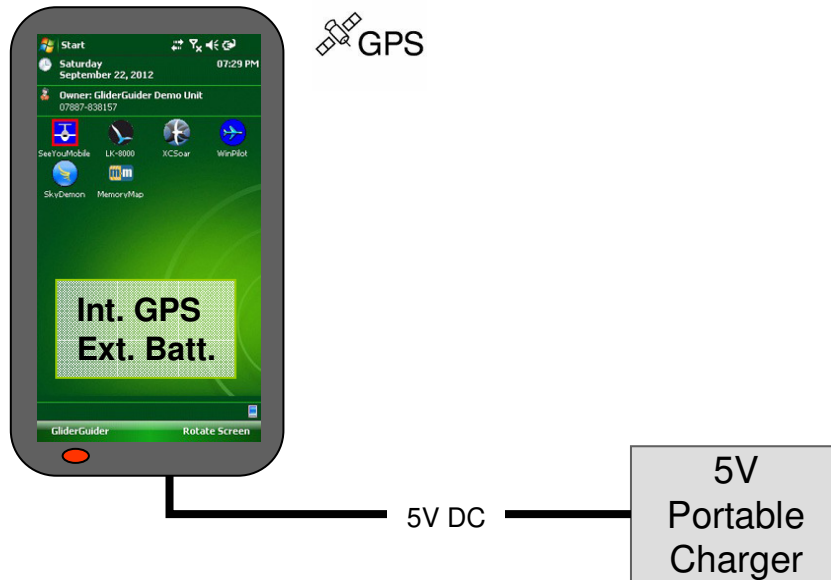 GPS
Start
Saturday 07:29 PM
September 22, 2012
Owner: GliderGuider Demo Unit
07887-838157
SeeYouMobile LK-8000 XCSoar WinPilot
SkyDemon MemoryMap
Int. GPS
Ext. Batt.
GliderGuider Rotate Screen
5V DC
5V
Portable
Charger